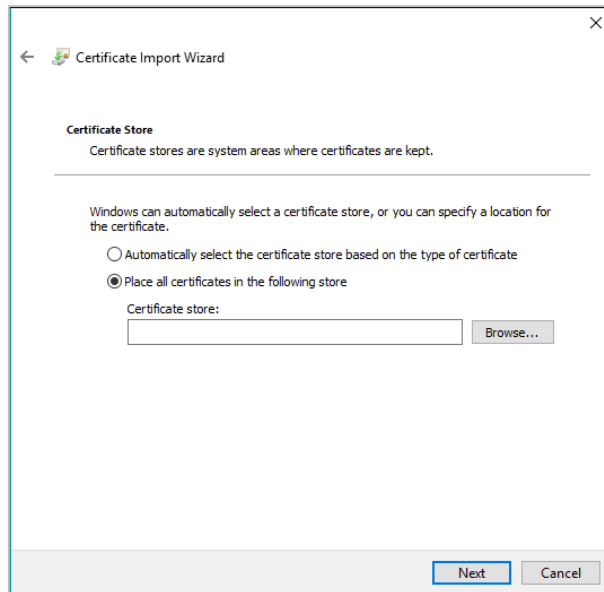 Certificate Import Wizard
Certificate Store
Certificate stores are system areas where certificates are kept.
Windows can automatically select a certificate store, or you can specify a location for
the certificate.
Automatically select the certificate store based on the type of certificate
Place all certificates in the following store
Certificate store:
Browse...
Next
Cancel